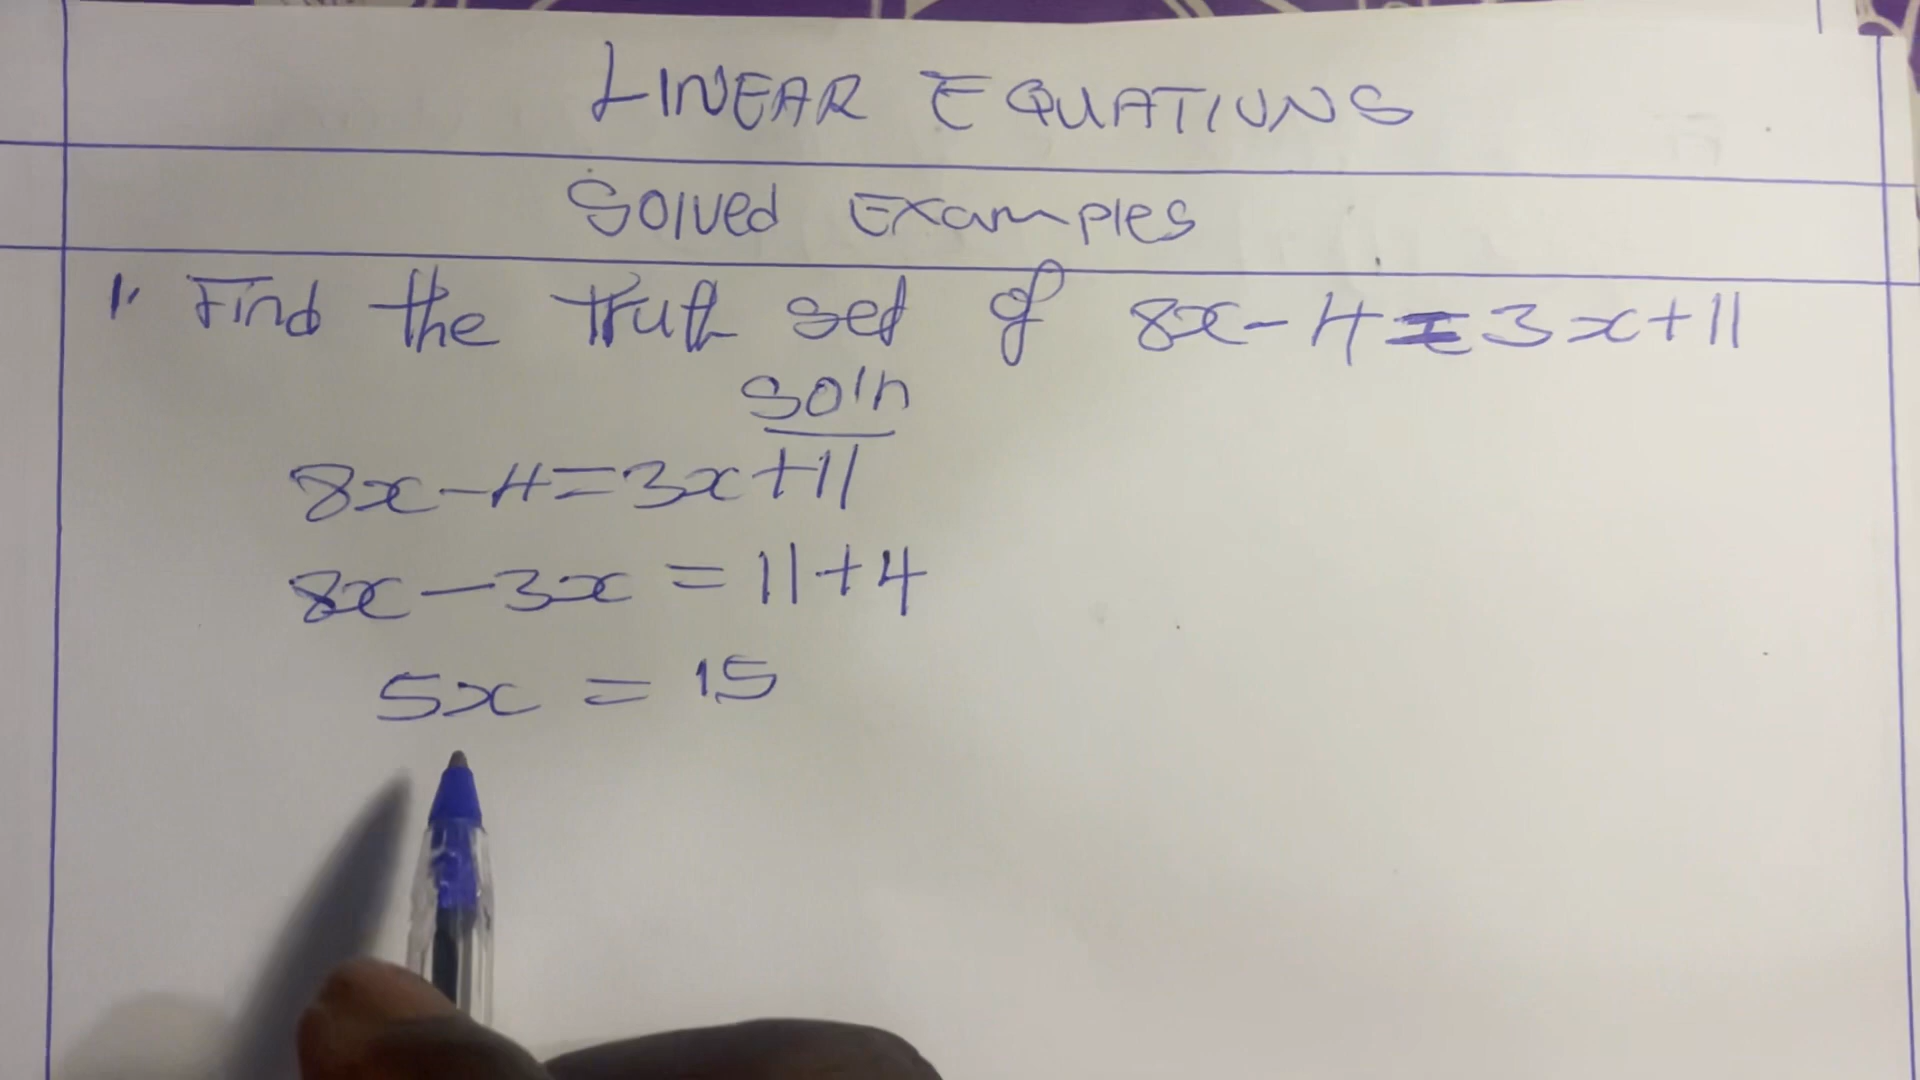 LINEAR EQUATIONS
Solved Examples
1. Find the truth set of 8x-4=3x+11
soln
8x-4=3x+11
8x-3x=11+4
5x=15